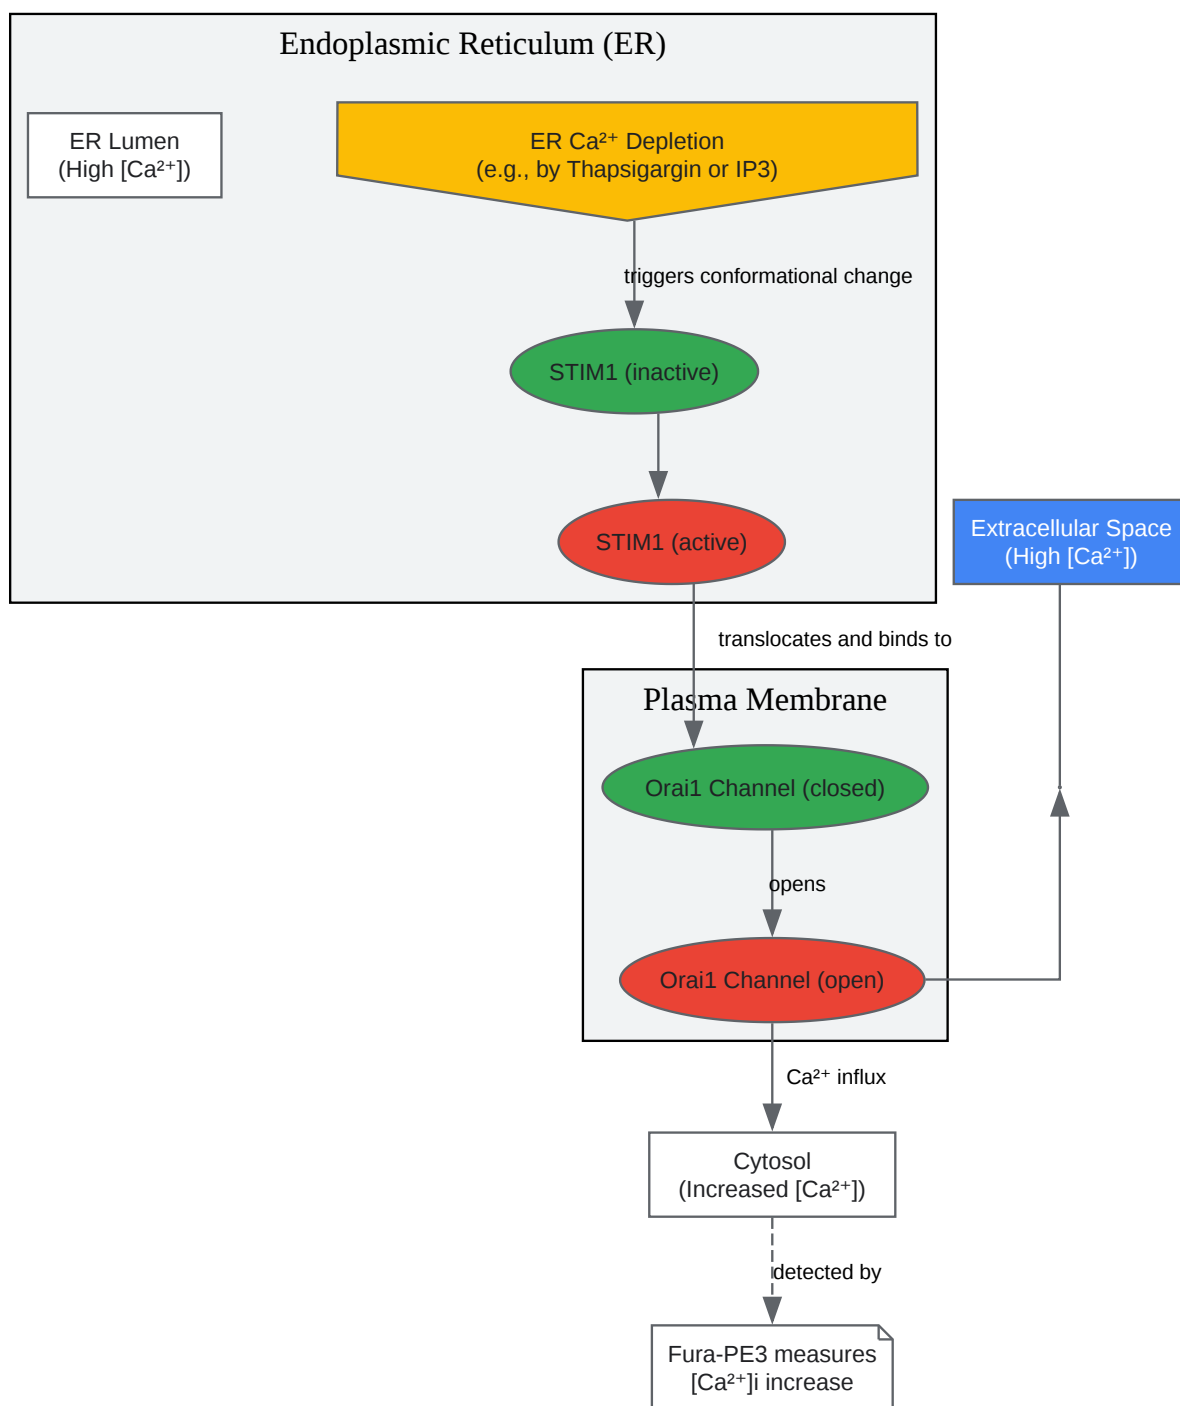 Endoplasmic Reticulum (ER)
ER Lumen
(High [Ca²⁺])
ER Ca²⁺ Depletion
(e.g., by Thapsigargin or IP3)
triggers conformational change
STIM1 (inactive)
STIM1 (active)
Extracellular Space
(High [Ca²⁺])
translocates and binds to
Plasma Membrane
Orai1 Channel (closed)
opens
Orai1 Channel (open)
Ca²⁺ influx
Cytosol
(Increased [Ca²⁺])
detected by
Fura-PE3 measures
[Ca²⁺]i increase